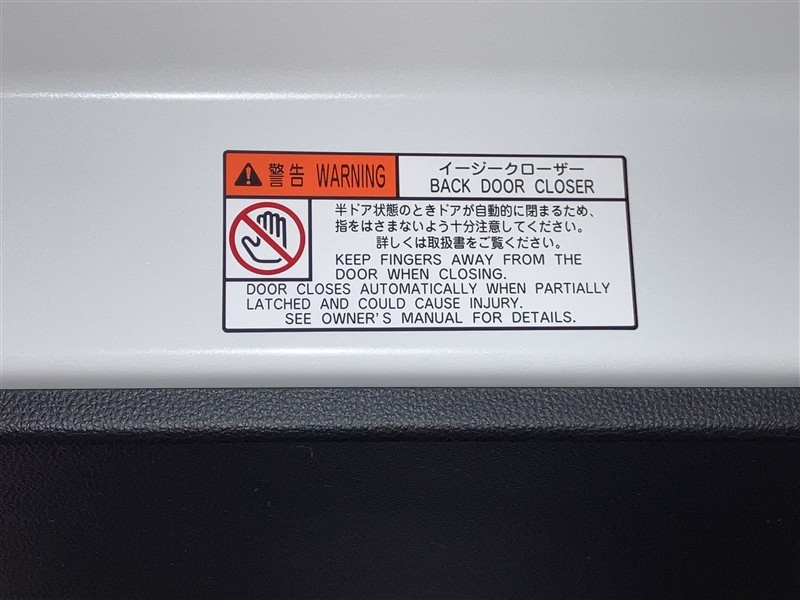 警告 WARNING
イージークローザー
BACK DOOR CLOSER
半ドア状態のときドアが自動的に閉まるため、
指をはさまないよう十分注意してください。
詳しくは取扱書をご覧ください。
KEEP FINGERS AWAY FROM THE
DOOR WHEN CLOSING.
DOOR CLOSES AUTOMATICALLY WHEN PARTIALLY
LATCHED AND COULD CAUSE INJURY.
SEE OWNER'S MANUAL FOR DETAILS.